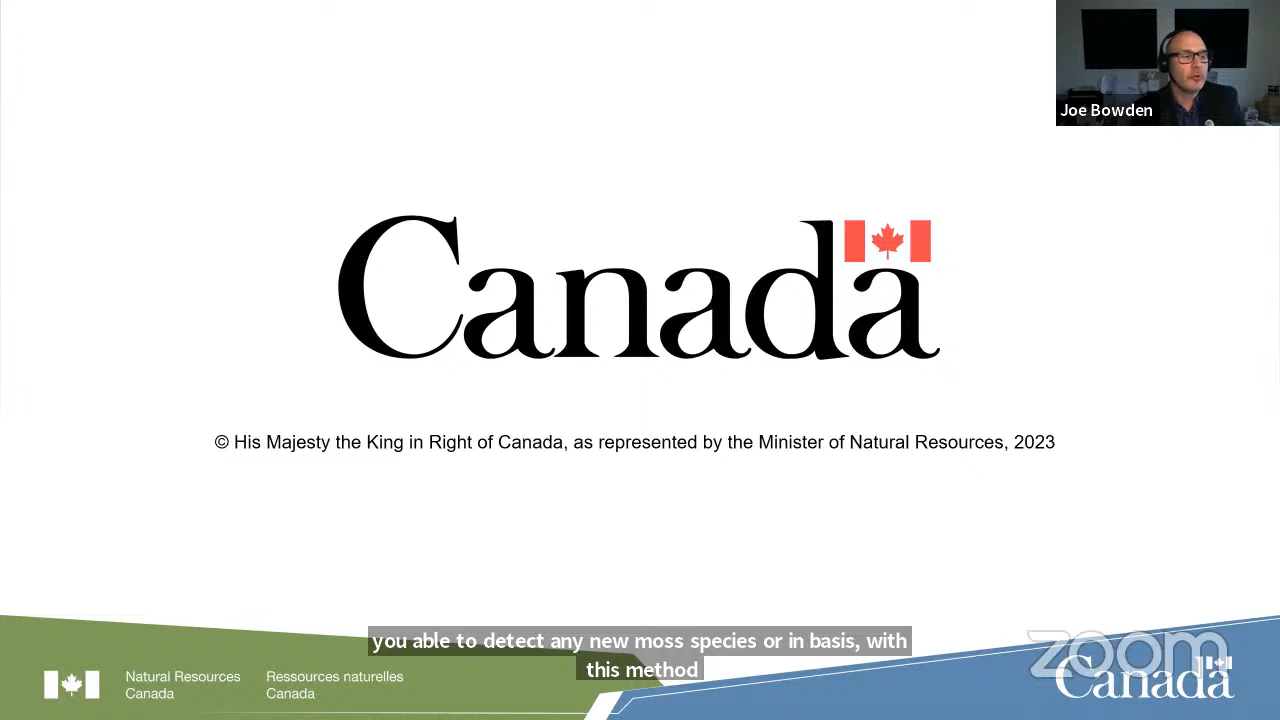 Joe Bowden
Canada
© His Majesty the King in Right of Canada, as represented by the Minister of Natural Resources, 2023
you able to detect any new moss species or in basis, with
this method
Natural Resources
Canada
Ressources naturelles
Canada
zoom
Canada